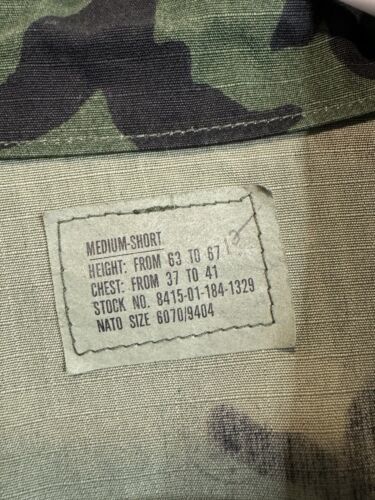 MEDIUM-SHORT
HEIGHT: FROM 63 TO 67
CHEST: FROM 37 TO 41
STOCK NO. 8415-01-184-1329
NATO SIZE 6070/9404